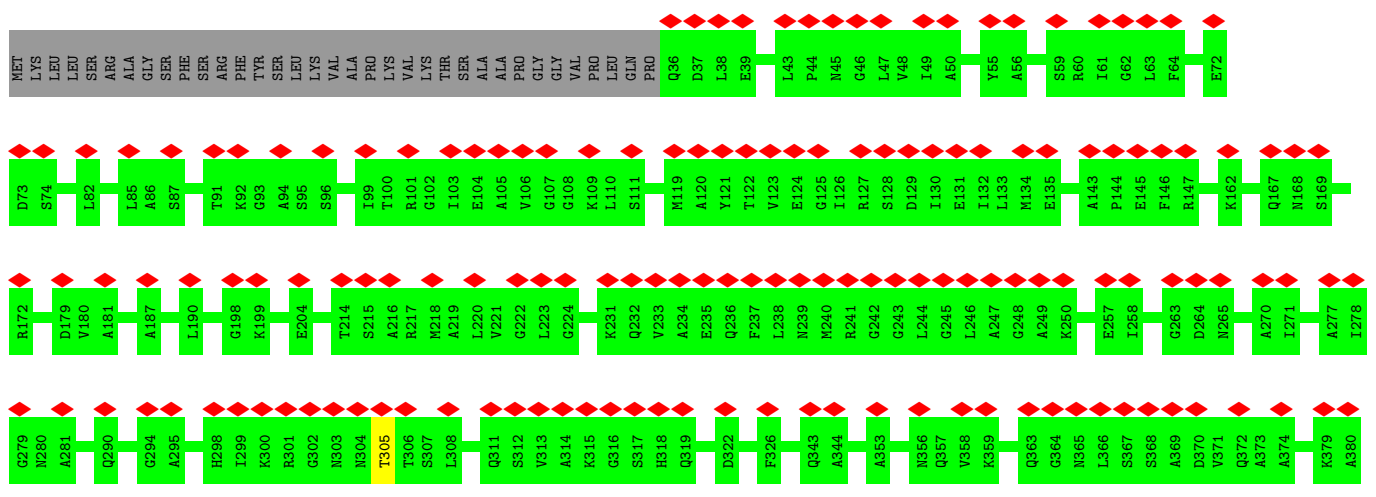 MET LYS LEU LEU SER ARG ALA GLY SER PHE SER ARG PHE TYR SER LEU LYS VAL ALA PRO LYS VAL LYS THR SER ALA ALA PRO GLY GLY VAL PRO LEU GLN PRO Q36 D37 L38 E39 L43 P44 N45 G46 L47 V48 I49 A50 Y55 A56 S59 R60 I61 G62 L63 F64 E72
D73 S74 L82 L85 A86 S87 T91 K92 G93 A94 S95 S96 I99 T100 R101 G102 I103 E104 A105 V106 G107 G108 K109 L110 S111 M119 A120 Y121 T122 V123 E124 G125 I126 R127 S128 D129 I130 E131 I132 L133 M134 E135 A143 P144 E145 F146 R147 K162 Q167 N168 S169
R172 D179 V180 A181 A187 L190 G198 K199 E204 T214 S215 A216 R217 M218 A219 L220 V221 G222 L223 G224 K231 Q232 V233 A234 E235 Q236 F237 L238 N239 M240 R241 G242 G243 L244 G245 L246 A247 G248 A249 K250 E257 I258 G263 D264 N265 A270 I271 A277 I278
G279 N280 A281 Q290 G294 A295 H298 I299 K300 R301 G302 N303 N304 T305 T306 S307 L308 Q311 S312 V313 A314 K315 G316 S317 H318 Q319 D322 F326 Q343 A344 A353 N356 Q357 V358 K359 Q363 G364 N365 L366 S367 S368 A369 D370 V371 Q372 A373 A374 K379 A380